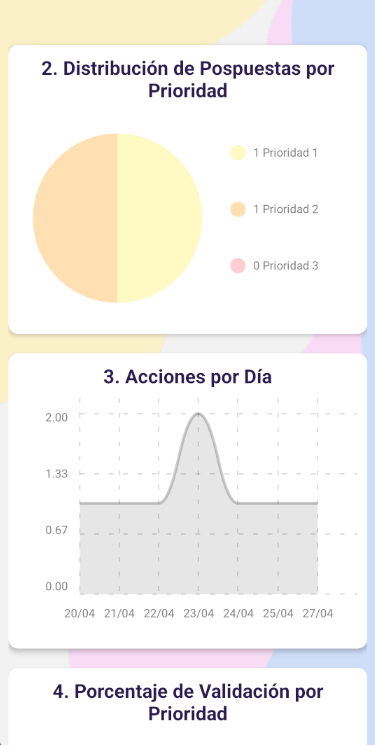 2. Distribución de Pospuestas por
Prioridad
1 Prioridad 1
1 Prioridad 2
0 Prioridad 3
3. Acciones por Día
2.00
1.33
0.67
0.00
20/04 21/04 22/04 23/04 24/04 25/04 27/04
4. Porcentaje de Validación por
Prioridad